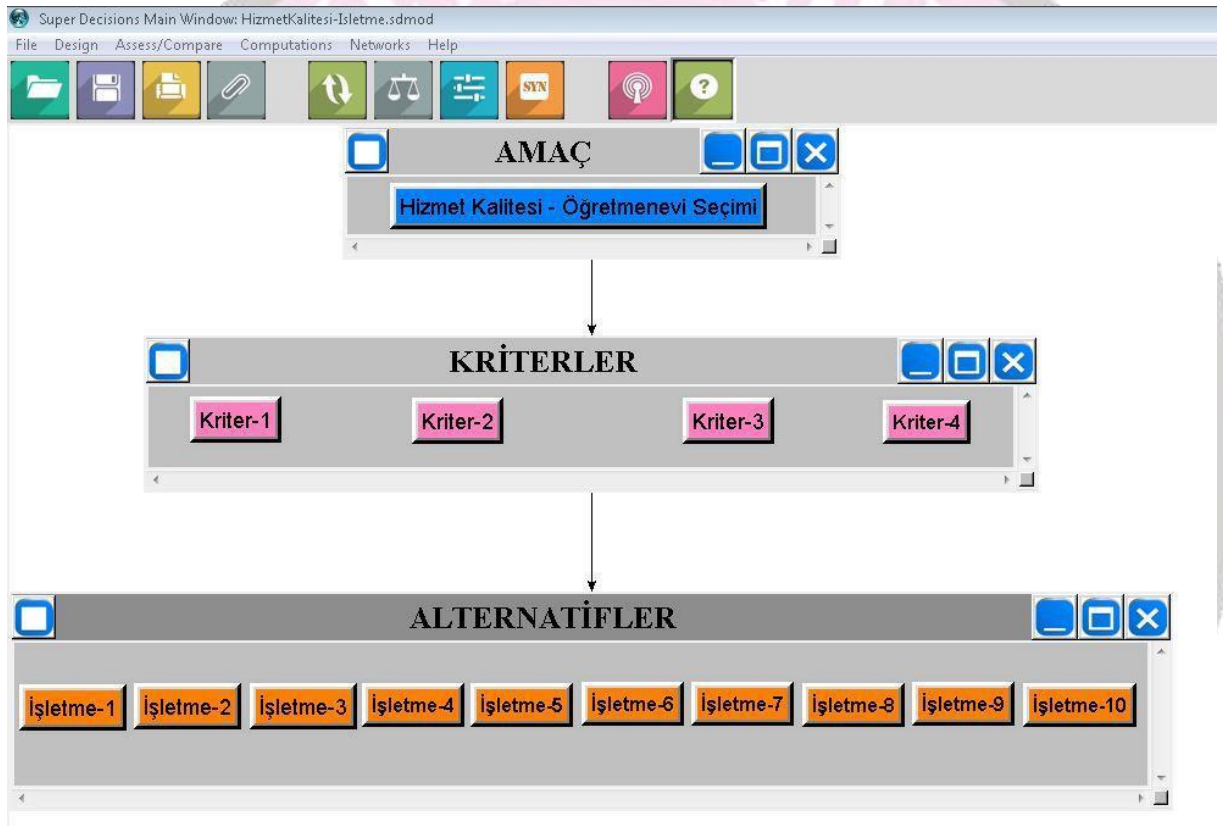 Super Decisions Main Window: HizmetKalitesi-Isletme.sdmod
File Design Assess/Compare Computations Networks Help
SYN
?
AMAÇ
Hizmet Kalitesi - Öğretmenevi Seçimi
KRİTERLER
Kriter-1 Kriter-2 Kriter-3 Kriter-4
ALTERNATİFLER
İşletme-1 İşletme-2 İşletme-3 İşletme-4 İşletme-5 İşletme-6 İşletme-7 İşletme-8 İşletme-9 İşletme-10